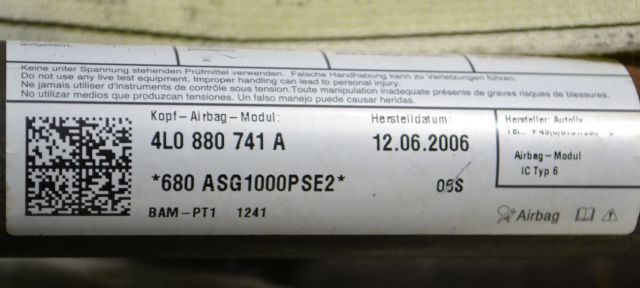 Keine unter Spannung stehenden Prüfmittel verwenden. Falsche Handhabung kann zu Verletzungen führen.
Do not use any live test equipment. Improper handling can lead to personal injury.
Ne jamais utiliser d'instruments de contrôle sous tension. Toute manipulation inadequate présente de graves risques de blessures.
No utilizar medios que produzcan tensiones. Un falso manejo puede causar heridas.
Kopf-Airbag-Modul: Herstelldatum: Hersteller: Autoliv
4L0 880 741 A 12.06.2006
Airbag-Modul
IC Typ 6
*680 ASG1000PSE2*
BAM-PT1 1241 Airbag